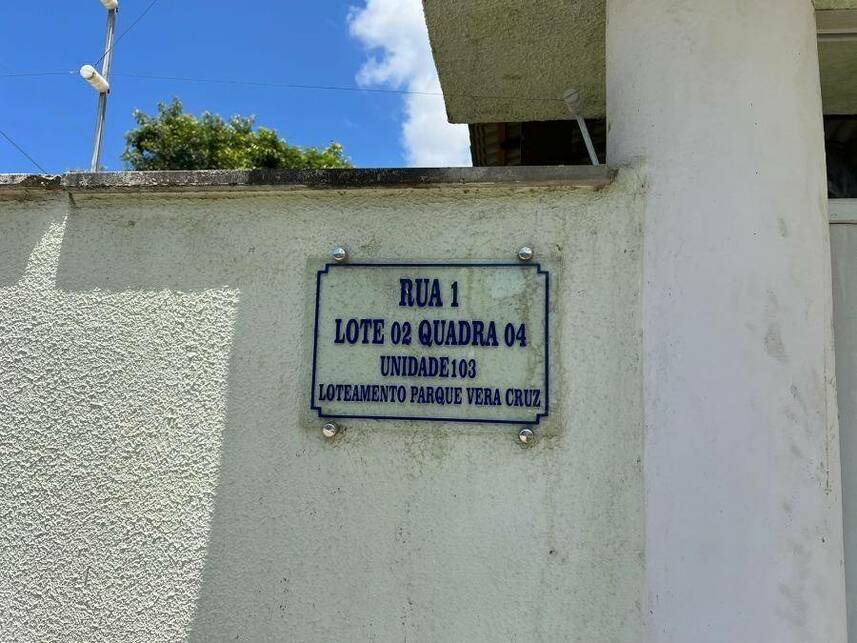 RUA 1
LOTE 02 QUADRA 04
UNIDADE103
LOTEAMENTO PARQUE VERA CRUZ